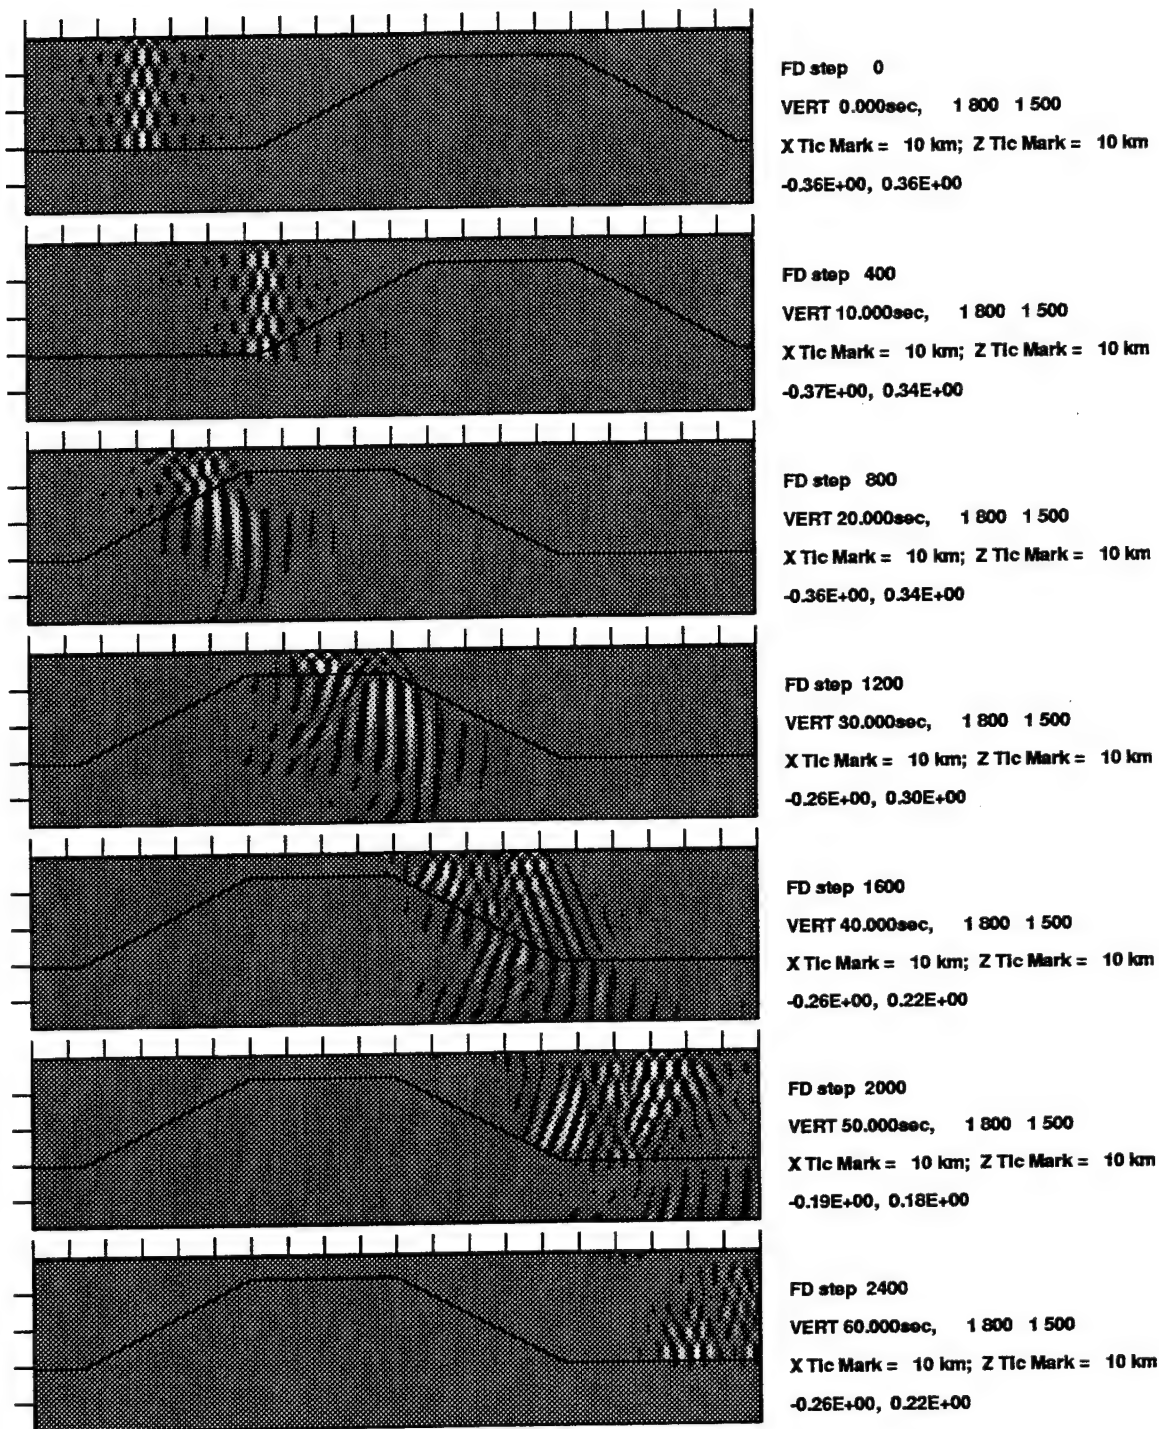 FD step 0
VERT 0.000sec, 1 800 1 500
X Tic Mark = 10 km; Z Tic Mark = 10 km
-0.36E+00, 0.36E+00
FD step 400
VERT 10.000sec, 1 800 1 500
X Tic Mark = 10 km; Z Tic Mark = 10 km
-0.37E+00, 0.34E+00
FD step 800
VERT 20.000sec, 1 800 1 500
X Tic Mark = 10 km; Z Tic Mark = 10 km
-0.36E+00, 0.34E+00
FD step 1200
VERT 30.000sec, 1 800 1 500
X Tic Mark = 10 km; Z Tic Mark = 10 km
-0.26E+00, 0.30E+00
FD step 1600
VERT 40.000sec, 1 800 1 500
X Tic Mark = 10 km; Z Tic Mark = 10 km
-0.26E+00, 0.22E+00
FD step 2000
VERT 50.000sec, 1 800 1 500
X Tic Mark = 10 km; Z Tic Mark = 10 km
-0.19E+00, 0.18E+00
FD step 2400
VERT 60.000sec, 1 800 1 500
X Tic Mark = 10 km; Z Tic Mark = 10 km
-0.26E+00, 0.22E+00